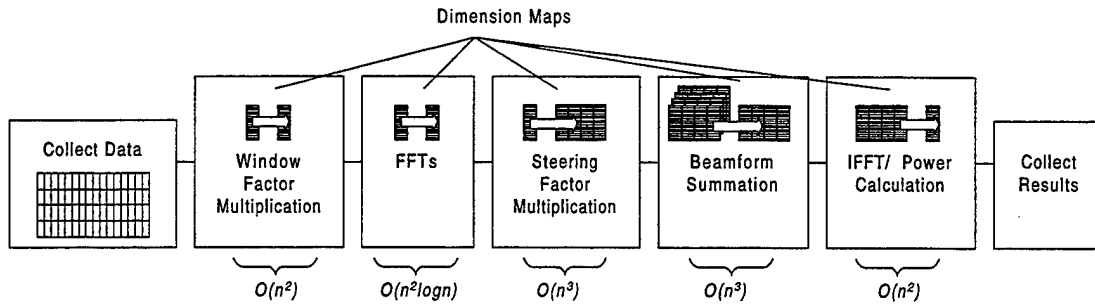 Dimension Maps
Collect Data
Window
Factor
Multiplication
FFTs
Steering
Factor
Multiplication
Beamform
Summation
IFFT/ Power
Calculation
Collect
Results
O(n²)
O(n²logn)
O(n³)
O(n³)
O(n²)